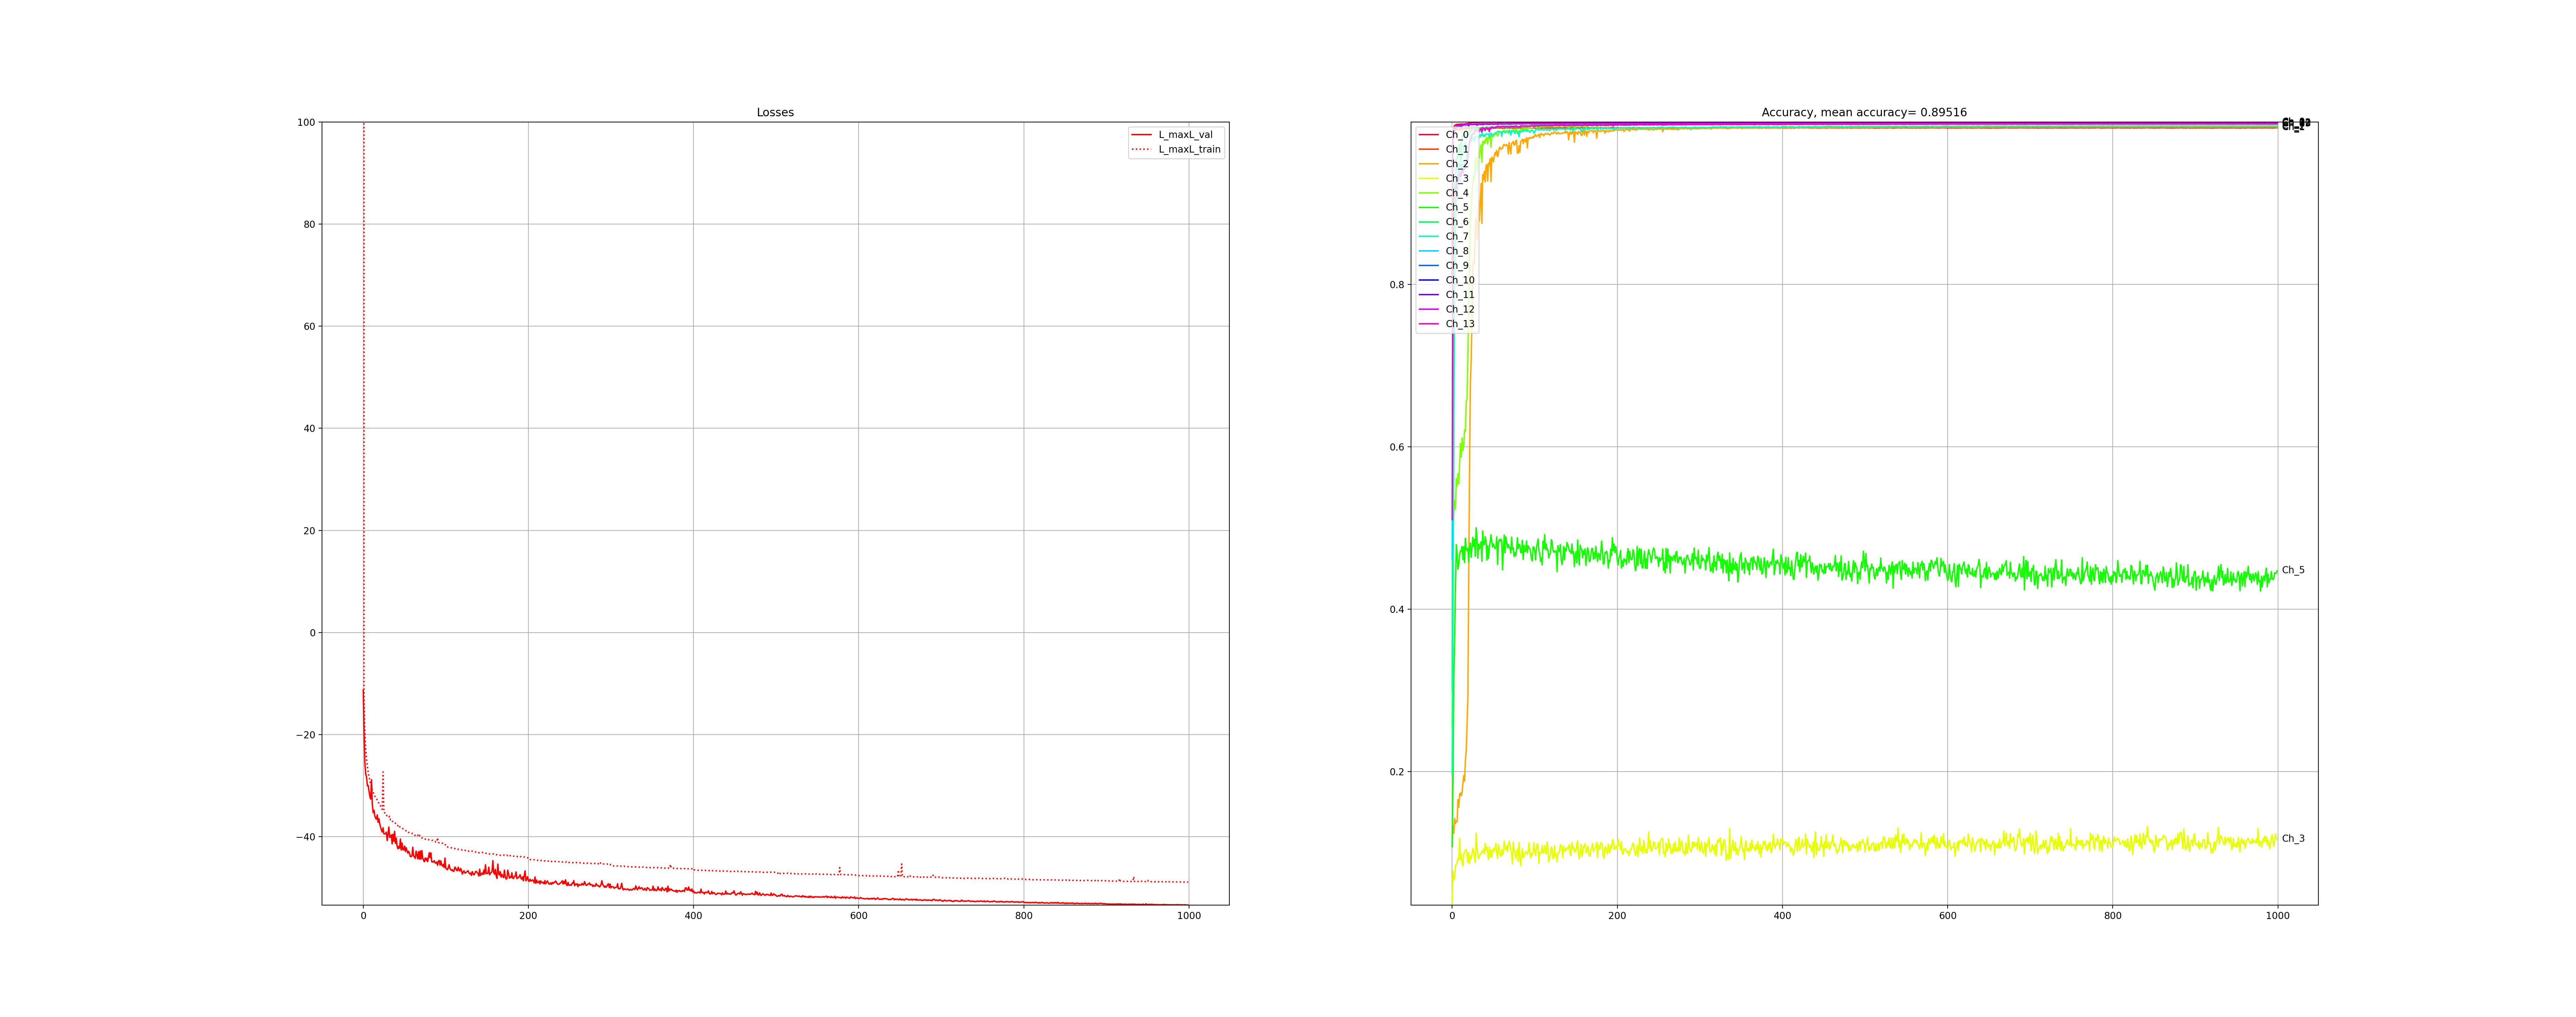 Losses
100
80
60
40
20
0
−20
−40
0
200
400
600
800
1000
L_maxL_val
L_maxL_train
Accuracy, mean accuracy= 0.89516
0.8
0.6
0.4
0.2
0
200
400
600
800
1000
Ch_0
Ch_1
Ch_2
Ch_3
Ch_4
Ch_5
Ch_6
Ch_7
Ch_8
Ch_9
Ch_10
Ch_11
Ch_12
Ch_13
Ch_5
Ch_3